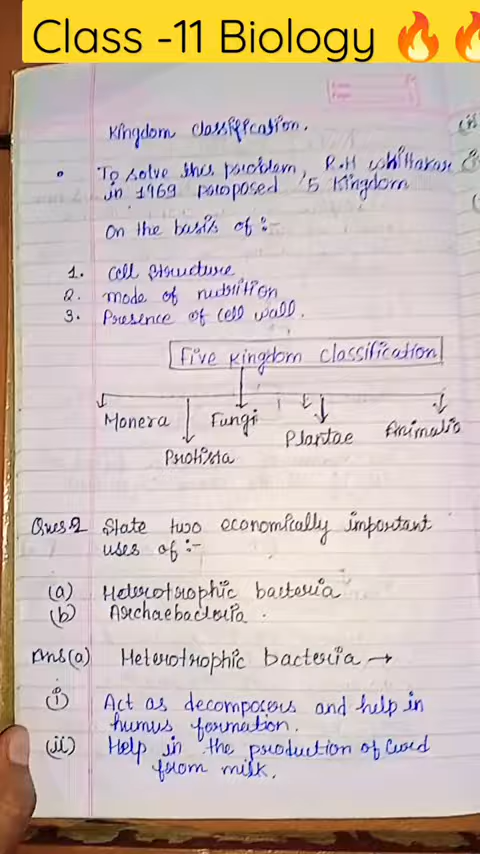 Class -11 Biology 🔥🔥
Kingdom classification.
• To solve this problem, R.H Whittakar
in 1969 proposed 5 Kingdom
On the basis of :-
1. Cell Structure
2. mode of nutrition
3. Presence of cell wall.
Five kingdom classification
Monera Fungi Plantae Animalia
Protista
Ques 2 State two economically important
uses of :-
(a) Heterotrophic bacteria
(b) Archaebacteria.
Ans(a) Heterotrophic bacteria →
(i) Act as decomposers and help in
humus formation.
(ii) Help in the production of curd
from milk.